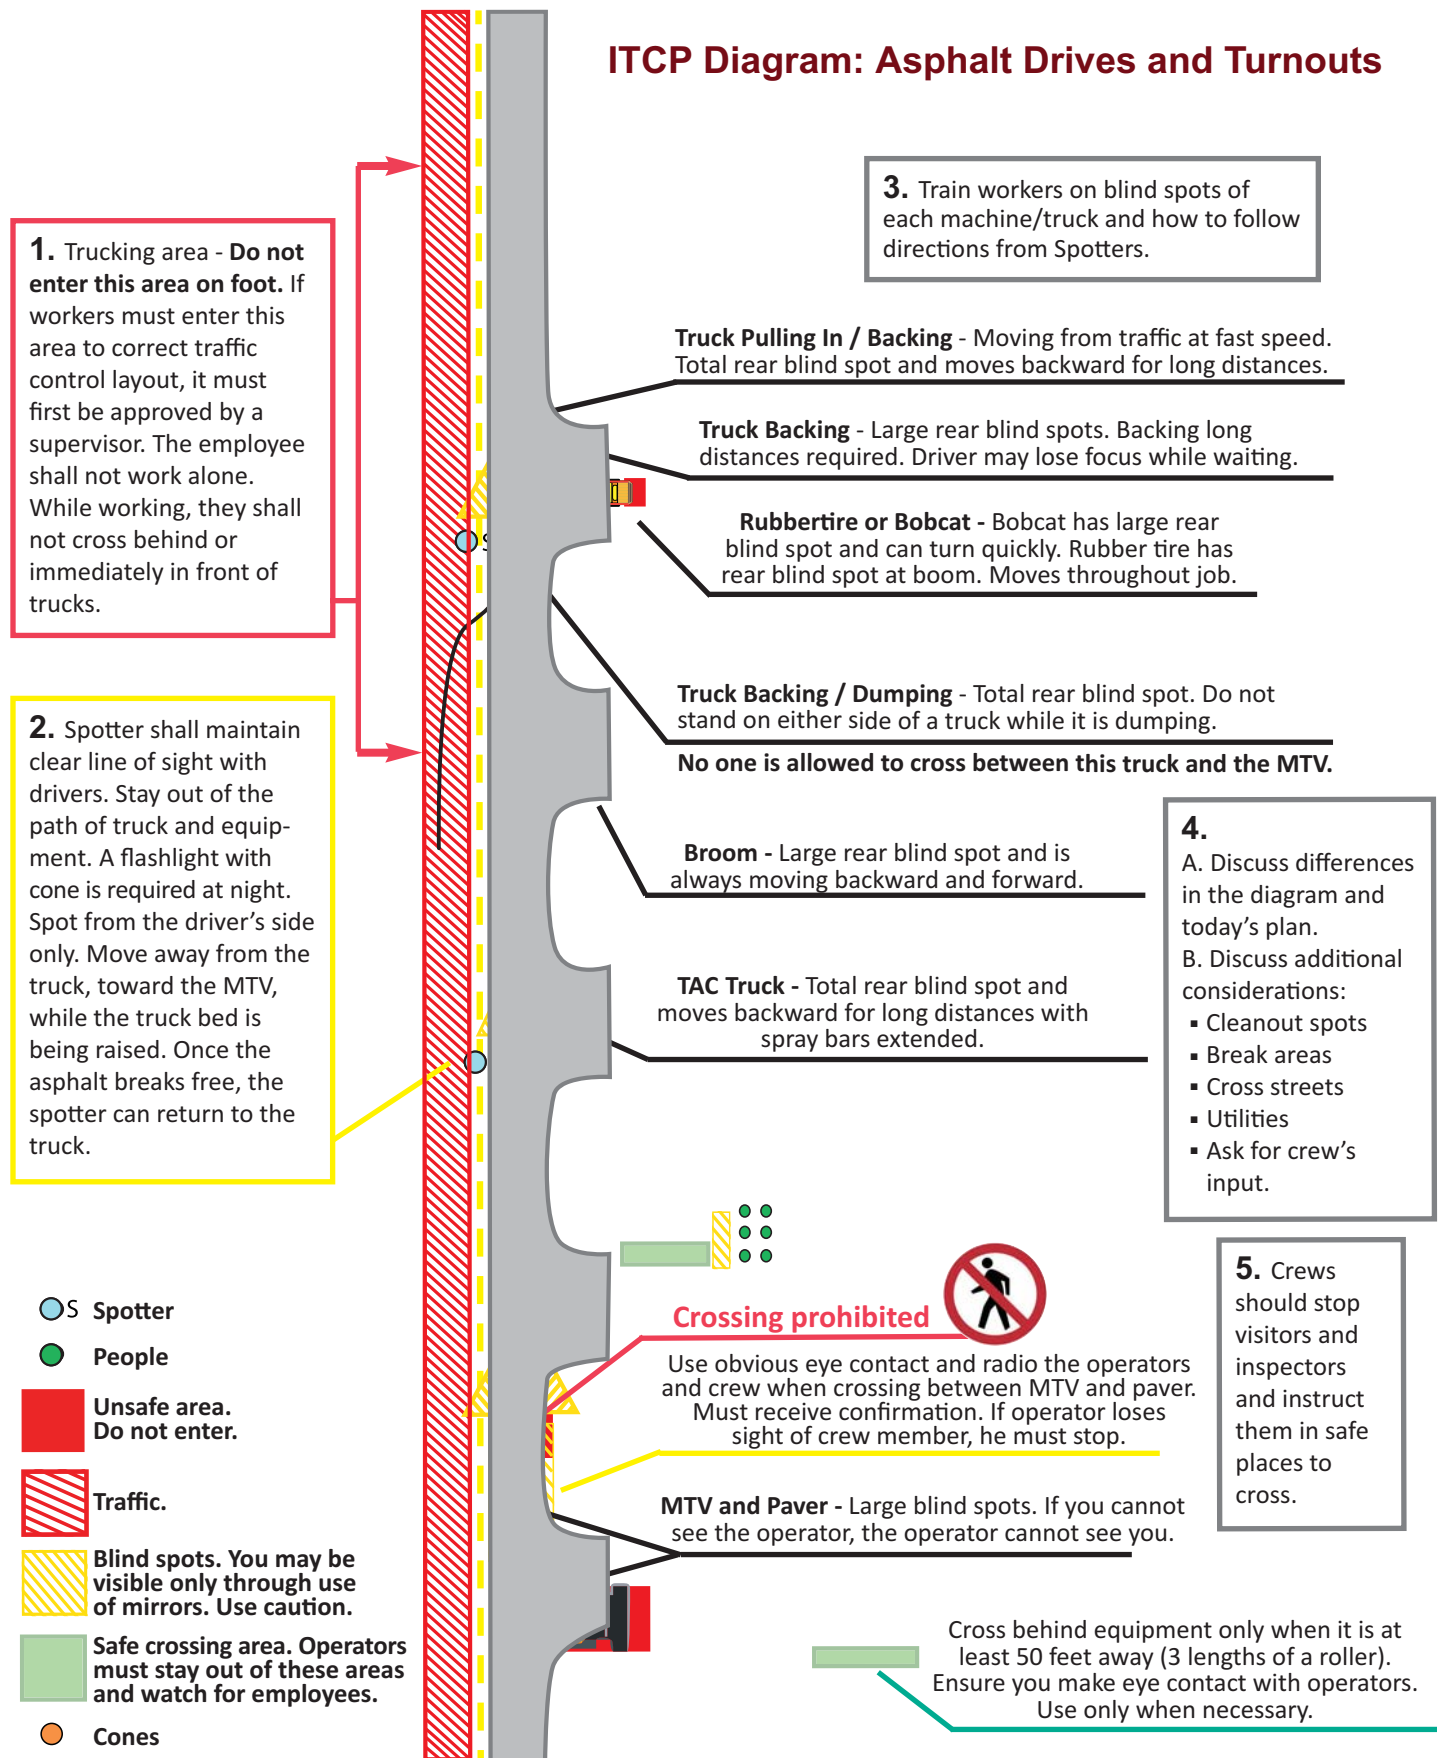 ITCP Diagram: Asphalt Drives and Turnouts
1. Trucking area - Do not
enter this area on foot. If
workers must enter this
area to correct traffic
control layout, it must
first be approved by a
supervisor. The employee
shall not work alone.
While working, they shall
not cross behind or
immediately in front of
trucks.
2. Spotter shall maintain
clear line of sight with
drivers. Stay out of the
path of truck and equip-
ment. A flashlight with
cone is required at night.
Spot from the driver's side
only. Move away from the
truck, toward the MTV,
while the truck bed is
being raised. Once the
asphalt breaks free, the
spotter can return to the
truck.
3. Train workers on blind spots of
each machine/truck and how to follow
directions from Spotters.
Truck Pulling In / Backing - Moving from traffic at fast speed.
Total rear blind spot and moves backward for long distances.
Truck Backing - Large rear blind spots. Backing long
distances required. Driver may lose focus while waiting.
Rubbertire or Bobcat - Bobcat has large rear
blind spot and can turn quickly. Rubber tire has
rear blind spot at boom. Moves throughout job.
S
Truck Backing / Dumping - Total rear blind spot. Do not
stand on either side of a truck while it is dumping.
No one is allowed to cross between this truck and the MTV.
Broom - Large rear blind spot and is
always moving backward and forward.
TAC Truck - Total rear blind spot and
moves backward for long distances with
spray bars extended.
4.
A. Discuss differences
in the diagram and
today's plan.
B. Discuss additional
considerations:
▪ Cleanout spots
▪ Break areas
▪ Cross streets
▪ Utilities
▪ Ask for crew's
input.
5. Crews
should stop
visitors and
inspectors
and instruct
them in safe
places to
cross.
Crossing prohibited
Use obvious eye contact and radio the operators
and crew when crossing between MTV and paver.
Must receive confirmation. If operator loses
sight of crew member, he must stop.
MTV and Paver - Large blind spots. If you cannot
see the operator, the operator cannot see you.
Cross behind equipment only when it is at
least 50 feet away (3 lengths of a roller).
Ensure you make eye contact with operators.
Use only when necessary.
S Spotter
People
Unsafe area.
Do not enter.
Traffic.
Blind spots. You may be
visible only through use
of mirrors. Use caution.
Safe crossing area. Operators
must stay out of these areas
and watch for employees.
Cones